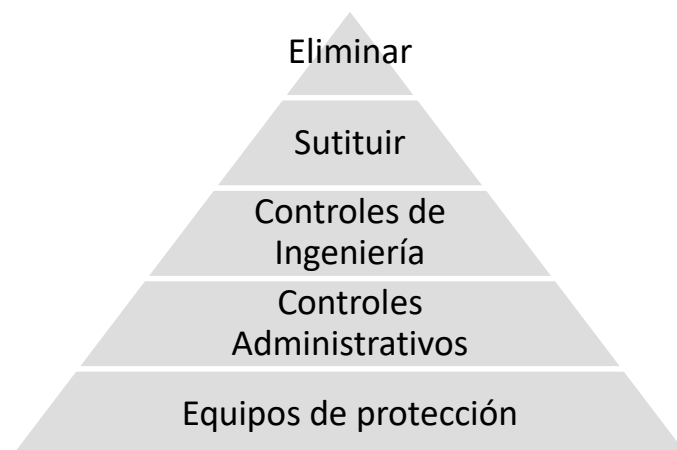 Eliminar
Sutituir
Controles de
Ingeniería
Controles
Administrativos
Equipos de protección